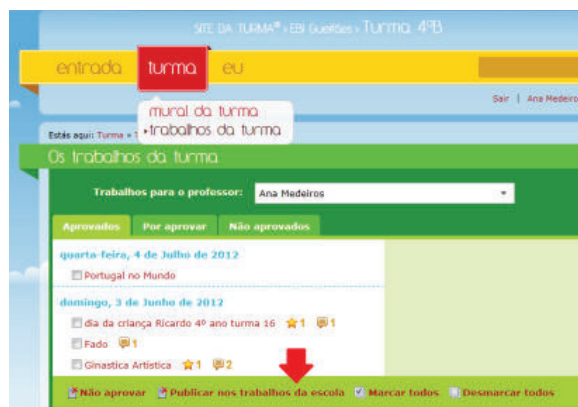 SITE DA TURMA® » EBI Gueifães » Turma 4ºB
entrada turma eu
Sair | Ana Medeiro
mural da turma
trabalhos da turma
Estás aqui: Turma »
Os trabalhos da turma
Trabalhos para o professor: Ana Medeiros
Aprovados Por aprovar Não aprovados
quarta-feira, 4 de Julho de 2012
Portugal no Mundo
domingo, 3 de Junho de 2012
dia da criança Ricardo 4º ano turma 16 1 1
Fado 1
Ginastica Artistica 1 2
Não aprovar Publicar nos trabalhos da escola Marcar todos Desmarcar todos